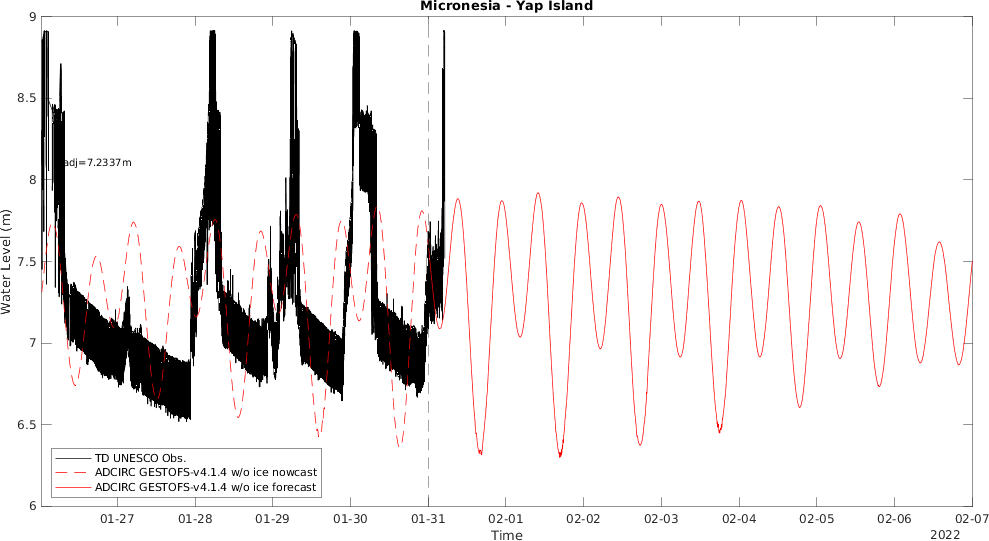 Micronesia - Yap Island
9
8.5
8
7.5
7
6.5
6
Water Level (m)
adj=7.2337m
TD UNESCO Obs.
ADCIRC GESTOFS-v4.1.4 w/o ice nowcast
ADCIRC GESTOFS-v4.1.4 w/o ice forecast
01-27 01-28 01-29 01-30 01-31 02-01 02-02 02-03 02-04 02-05 02-06 02-07
Time
2022